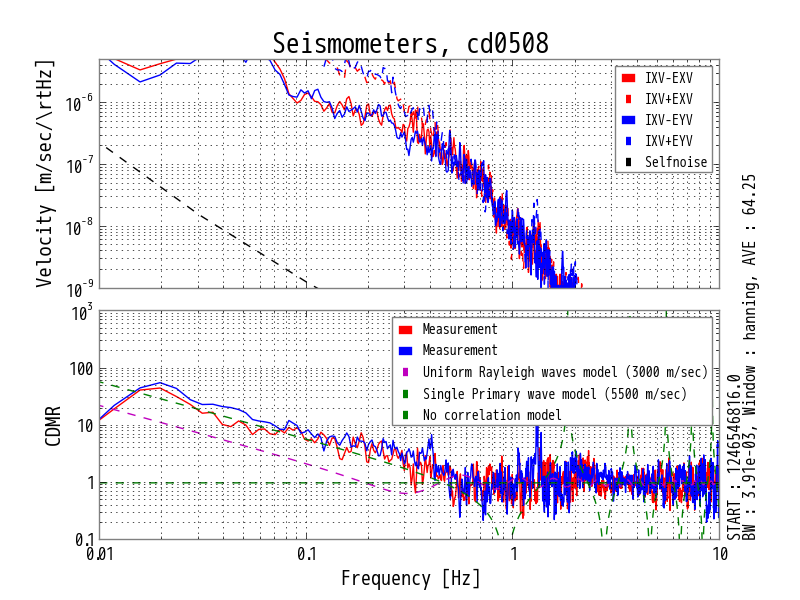 Seismometers, cd0508
Velocity [m/sec/\rtHz]
10^-6
10^-7
10^-8
10^-9
IXV-EXV
IXV+EXV
IXV-EYV
IXV+EYV
Selfnoise
CDMR
10^3
100
10
1
0.1
Measurement
Measurement
Uniform Rayleigh waves model (3000 m/sec)
Single Primary wave model (5500 m/sec)
No correlation model
0.01
0.1
1
10
Frequency [Hz]
START : 1246546816.0
BW : 3.91e-03, Window : hanning, AVE : 64.25